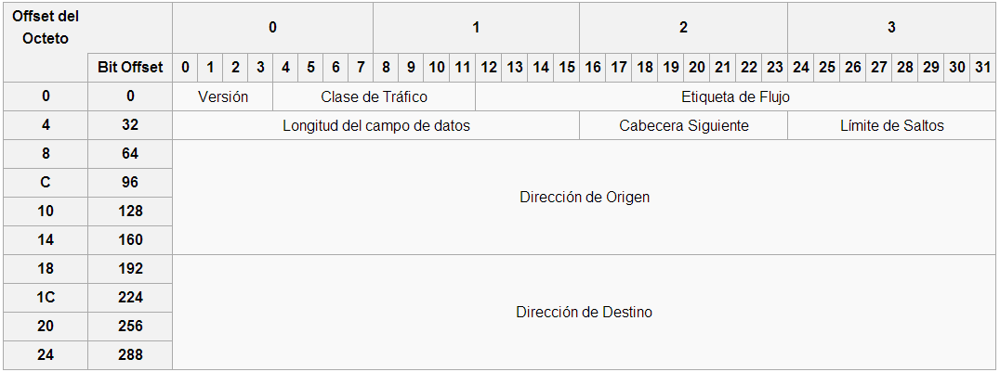 Offset del Octeto 0 1 2 3
Bit Offset 0 1 2 3 4 5 6 7 8 9 10 11 12 13 14 15 16 17 18 19 20 21 22 23 24 25 26 27 28 29 30 31
0 0 Versión Clase de Tráfico Etiqueta de Flujo
4 32 Longitud del campo de datos Cabecera Siguiente Límite de Saltos
8 64
C 96
Dirección de Origen
10 128
14 160
18 192
1C 224
Dirección de Destino
20 256
24 288